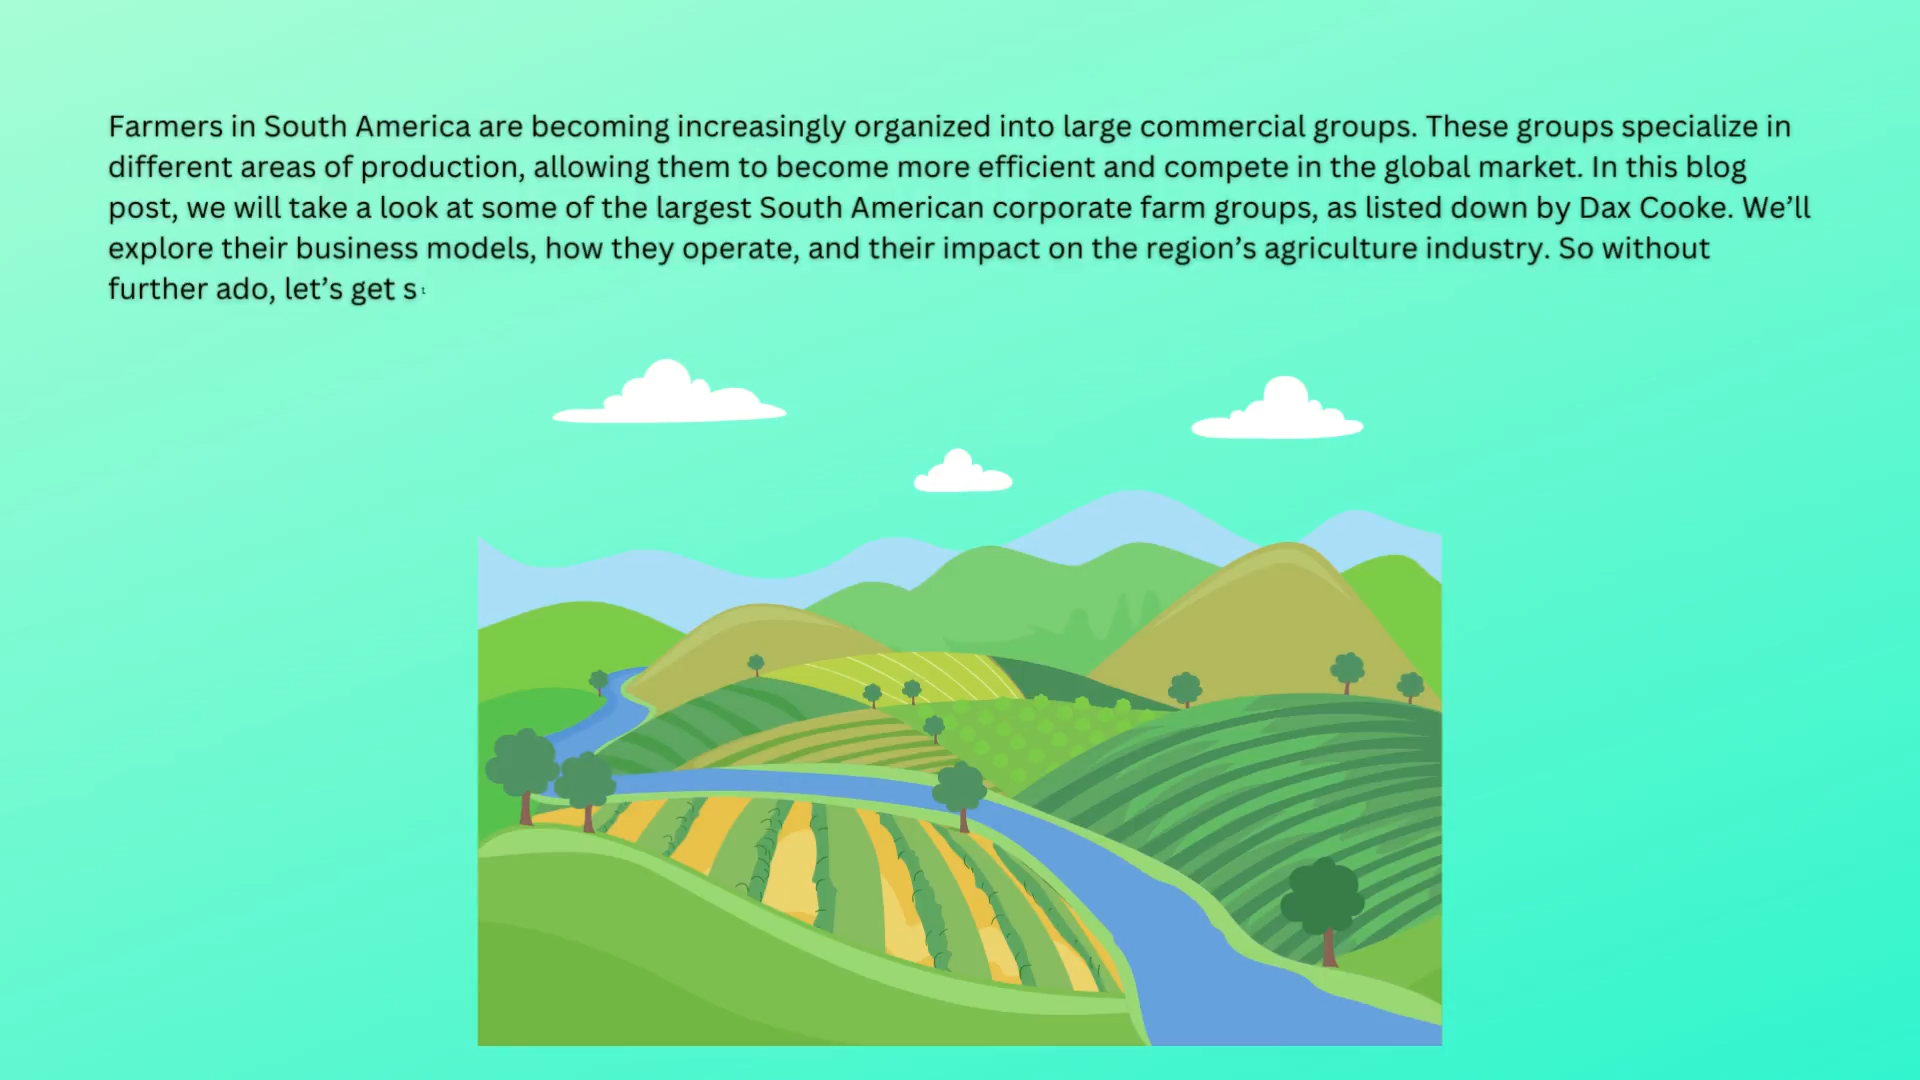 Farmers in South America are becoming increasingly organized into large commercial groups. These groups specialize in
different areas of production, allowing them to become more efficient and compete in the global market. In this blog
post, we will take a look at some of the largest South American corporate farm groups, as listed down by Dax Cooke. We’ll
explore their business models, how they operate, and their impact on the region’s agriculture industry. So without
further ado, let’s get st